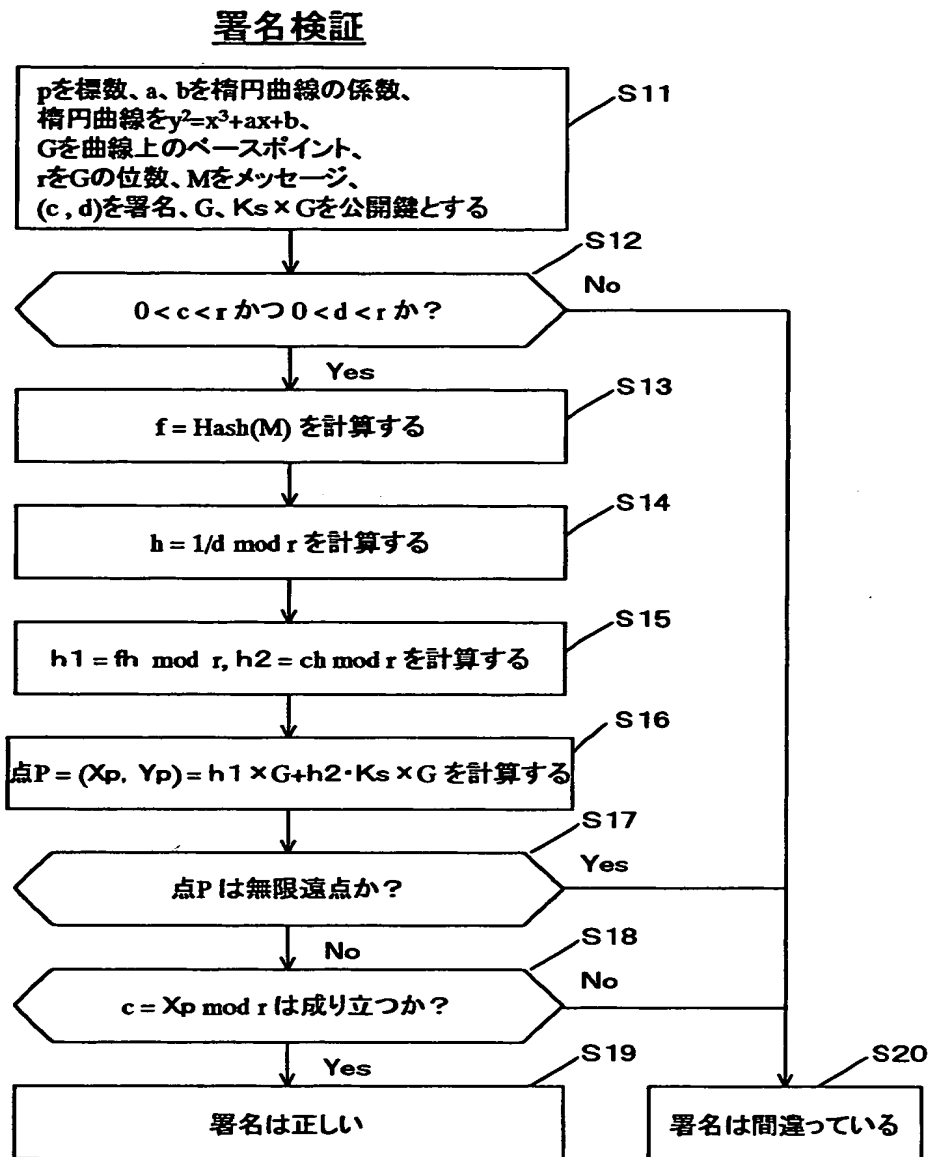 署名検証
pを標数、a、bを楕円曲線の係数、
楕円曲線をy²=x³+ax+b、
Gを曲線上のベースポイント、
rをGの位数、Mをメッセージ、
(c , d)を署名、G、Ks×Gを公開鍵とする
S11
S12
0<c<r かつ 0<d<r か？
No
Yes
S13
f = Hash(M) を計算する
S14
h = 1/d mod r を計算する
S15
h1 = fh mod r, h2 = ch mod r を計算する
S16
点P = (Xp, Yp) = h1×G+h2・Ks×G を計算する
S17
点P は無限遠点か？
Yes
No
S18
c = Xp mod r は成り立つか？
No
Yes
S19
署名は正しい
S20
署名は間違っている